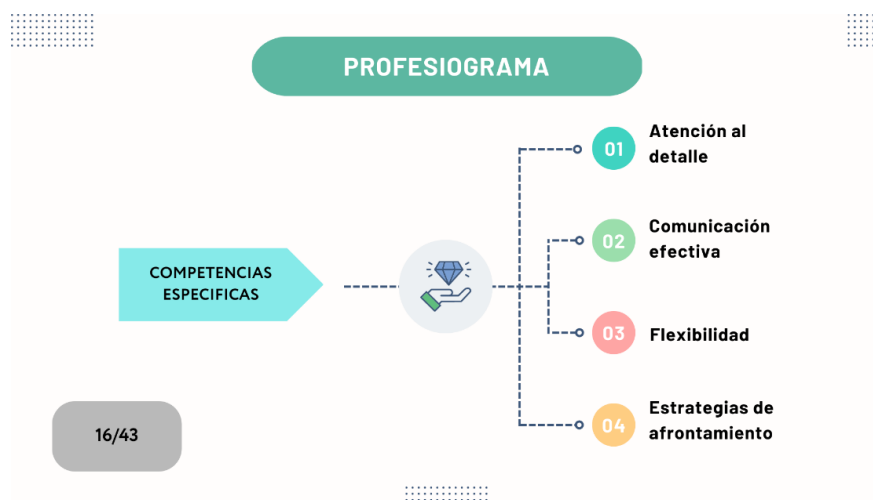 PROFESIOGRAMA
COMPETENCIAS
ESPECIFICAS
01
Atención al
detalle
02
Comunicación
efectiva
03
Flexibilidad
04
Estrategias de
afrontamiento
16/43